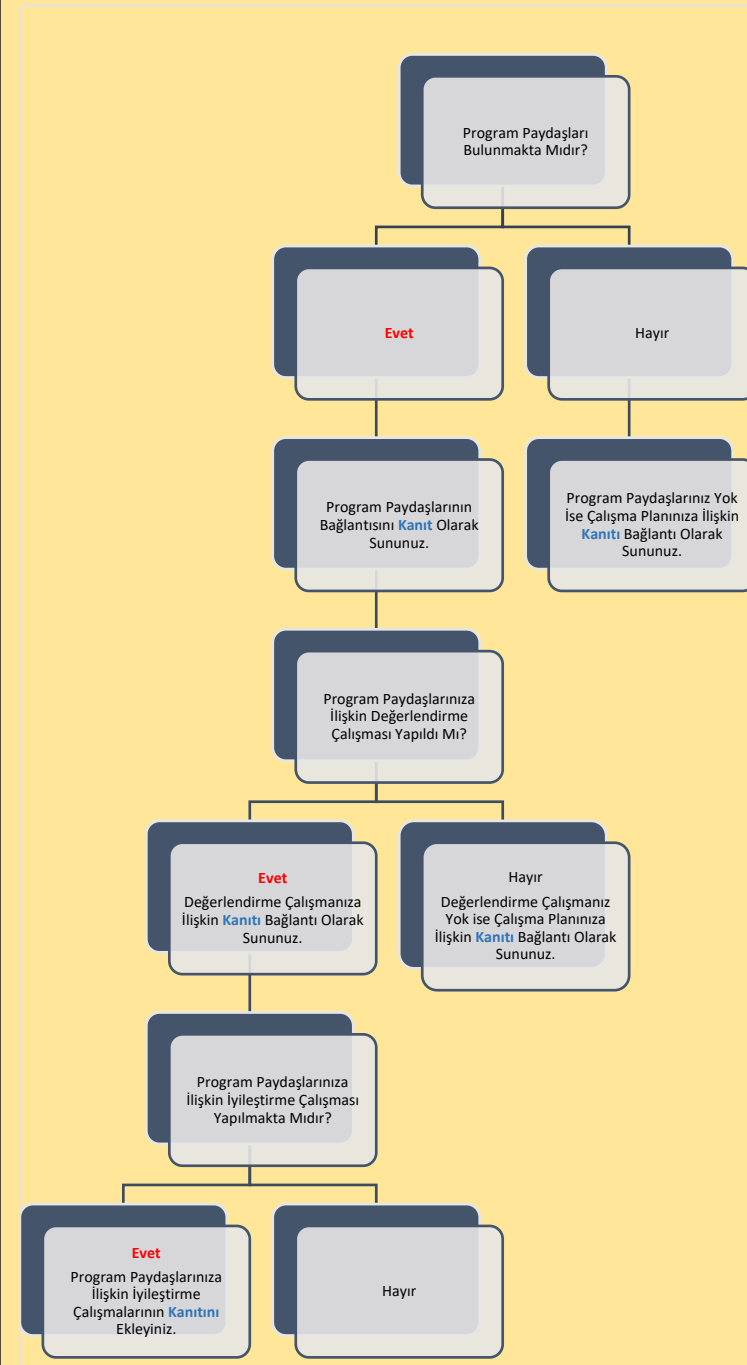 Program Paydaşları
Bulunmakta Mıdır?
Evet
Hayır
Program Paydaşlarının
Bağlantısını Kanıt Olarak
Sununuz.
Program Paydaşlarınız Yok
İse Çalışma Planınıza İlişkin
Kanıtı Bağlantı Olarak
Sununuz.
Program Paydaşlarınıza
İlişkin Değerlendirme
Çalışması Yapıldı Mı?
Evet
Değerlendirme Çalışmanıza
İlişkin Kanıtı Bağlantı Olarak
Sununuz.
Hayır
Değerlendirme Çalışmanız
Yok ise Çalışma Planınıza
İlişkin Kanıtı Bağlantı Olarak
Sununuz.
Program Paydaşlarınıza
İlişkin İyileştirme Çalışması
Yapılmakta Mıdır?
Evet
Program Paydaşlarınıza
İlişkin İyileştirme
Çalışmalarının Kanıtını
Ekleyiniz.
Hayır